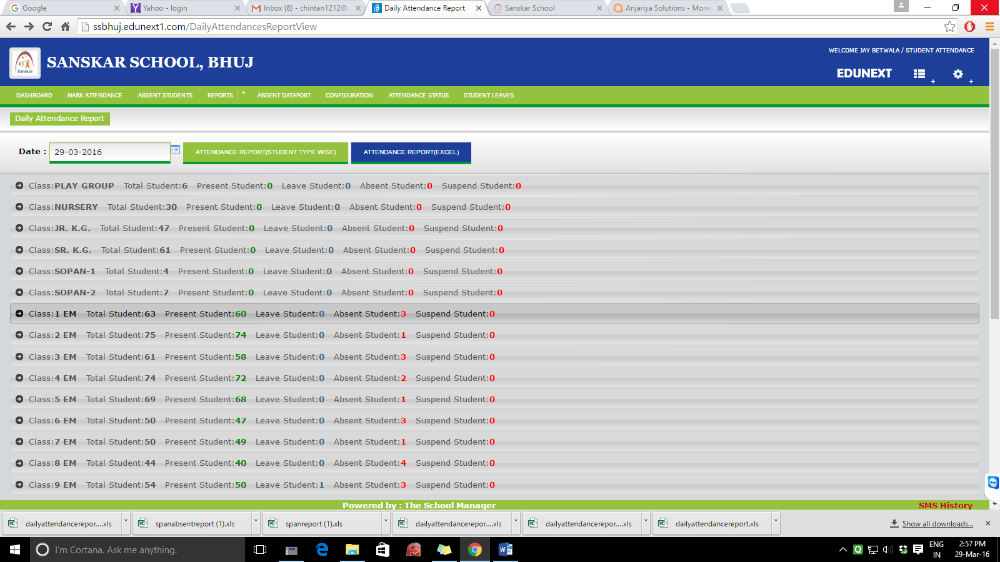 Google
Yahoo - login
Inbox (8) - chintan1212@
Daily Attendance Report
Sanskar School
Anjariya Solutions - Mone
ssbhuj.edunext1.com/DailyAttendancesReportView
WELCOME JAY BETWALA / STUDENT ATTENDANCE
Sanskar
SANSKAR SCHOOL, BHUJ
EDUNEXT
+ +
DASHBOARD MARK ATTENDANCE ABSENT STUDENTS REPORTS + ABSENT DATAPORT CONFIGURATION ATTENDANCE STATUS STUDENT LEAVES
Daily Attendance Report
Date : 29-03-2016 ATTENDANCE REPORT(STUDENT TYPE WISE) ATTENDANCE REPORT(EXCEL)
Class:PLAY GROUP Total Student:6 Present Student:0 Leave Student:0 Absent Student:0 Suspend Student:0
Class:NURSERY Total Student:30 Present Student:0 Leave Student:0 Absent Student:0 Suspend Student:0
Class:JR. K.G. Total Student:47 Present Student:0 Leave Student:0 Absent Student:0 Suspend Student:0
Class:SR. K.G. Total Student:61 Present Student:0 Leave Student:0 Absent Student:0 Suspend Student:0
Class:SOPAN-1 Total Student:4 Present Student:0 Leave Student:0 Absent Student:0 Suspend Student:0
Class:SOPAN-2 Total Student:7 Present Student:0 Leave Student:0 Absent Student:0 Suspend Student:0
Class:1 EM Total Student:63 Present Student:60 Leave Student:0 Absent Student:3 Suspend Student:0
Class:2 EM Total Student:75 Present Student:74 Leave Student:0 Absent Student:1 Suspend Student:0
Class:3 EM Total Student:61 Present Student:58 Leave Student:0 Absent Student:3 Suspend Student:0
Class:4 EM Total Student:74 Present Student:72 Leave Student:0 Absent Student:2 Suspend Student:0
Class:5 EM Total Student:69 Present Student:68 Leave Student:0 Absent Student:1 Suspend Student:0
Class:6 EM Total Student:50 Present Student:47 Leave Student:0 Absent Student:3 Suspend Student:0
Class:7 EM Total Student:50 Present Student:49 Leave Student:0 Absent Student:1 Suspend Student:0
Class:8 EM Total Student:44 Present Student:40 Leave Student:0 Absent Student:4 Suspend Student:0
Class:9 EM Total Student:54 Present Student:50 Leave Student:1 Absent Student:3 Suspend Student:0
Powered by : The School Manager
SMS History
dailyattendancerepor....xls
spanabsentreport (1).xls
spanreport (1).xls
dailyattendancerepor....xls
dailyattendancerepor....xls
dailyattendancereport.xls
Show all downloads...
I'm Cortana. Ask me anything.
ENG
IN
2:57 PM
29-Mar-16